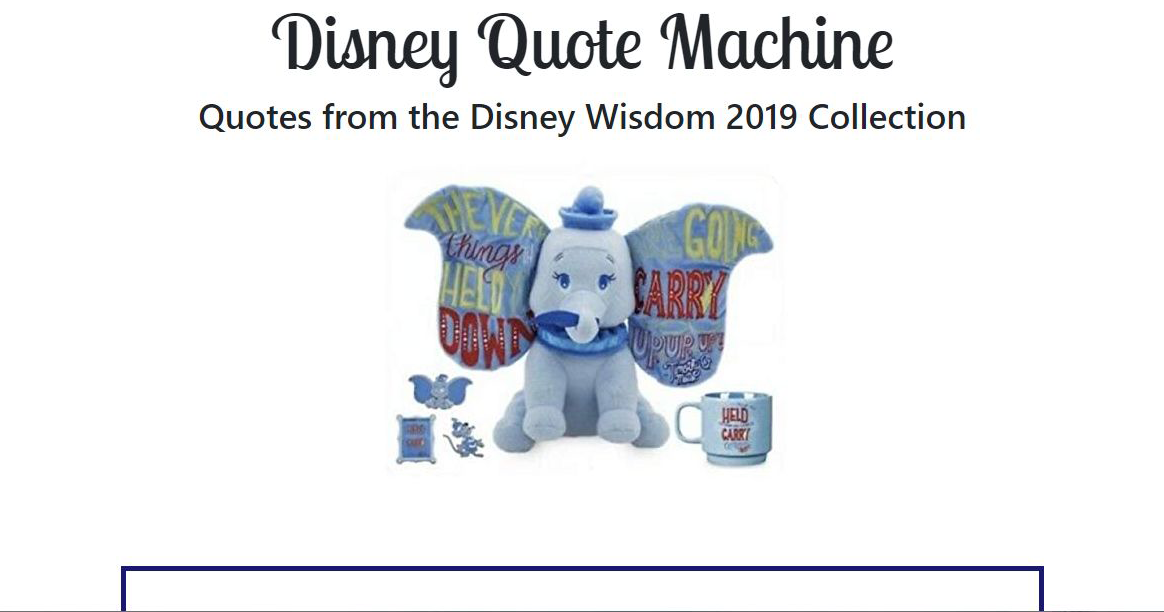 Disney Quote Machine
Quotes from the Disney Wisdom 2019 Collection
THE VERY
things
HELD
DOWN
GOING
CARRY
UP UP UP!
HELD
CARRY